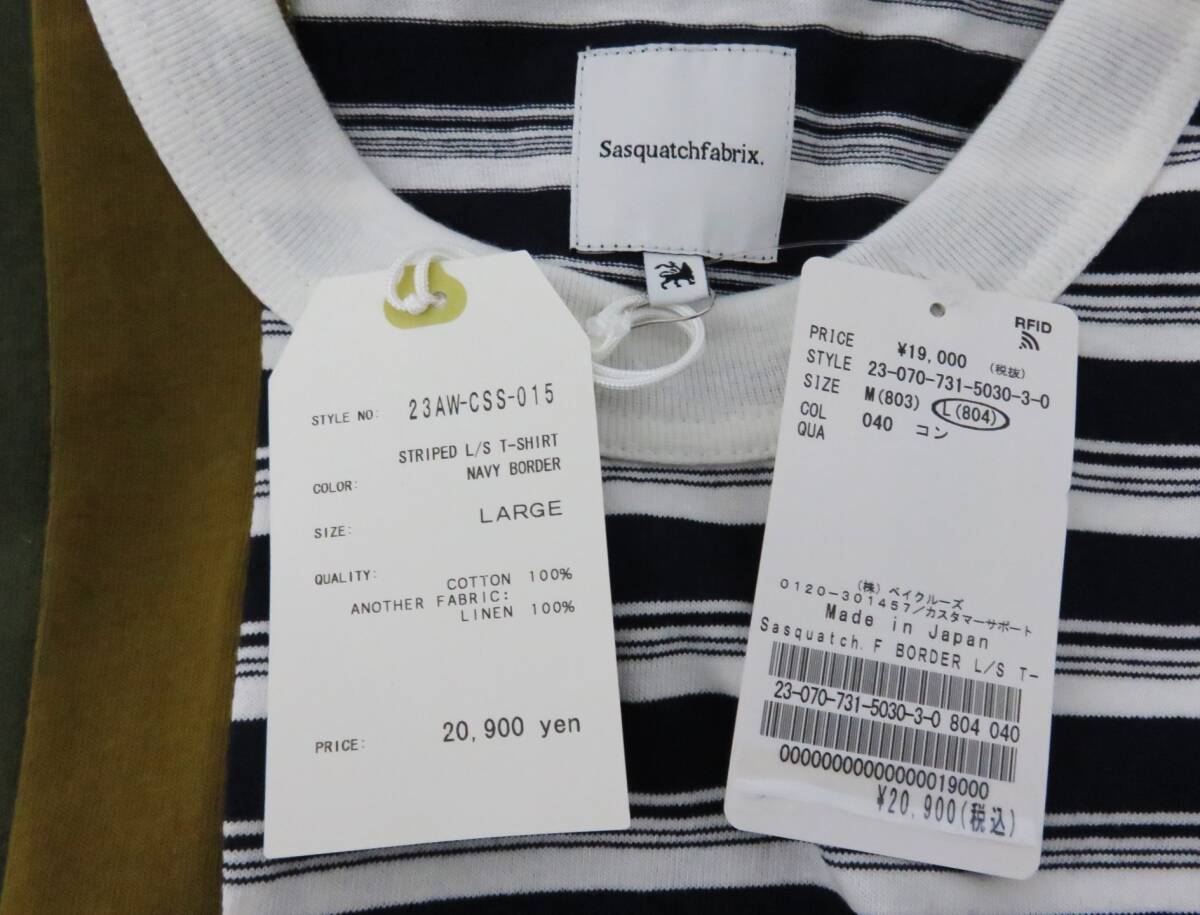 Sasquatchfabrix.
STYLE NO: 23AW-CSS-015
STRIPED L/S T-SHIRT
COLOR: NAVY BORDER
SIZE: LARGE
QUALITY: COTTON 100%
ANOTHER FABRIC:
LINEN 100%
PRICE: 20,900 yen
RFID
PRICE ¥19,000 (税抜)
STYLE 23-070-731-5030-3-0
SIZE M(803) L(804)
COL 040 コン
QUA
(株) ベイクルーズ
0120-301457/カスタマーサポート
Made in Japan
Sasquatch.F BORDER L/S T-
23-070-731-5030-3-0 804 040
0000000000000019000
¥20,900(税込)